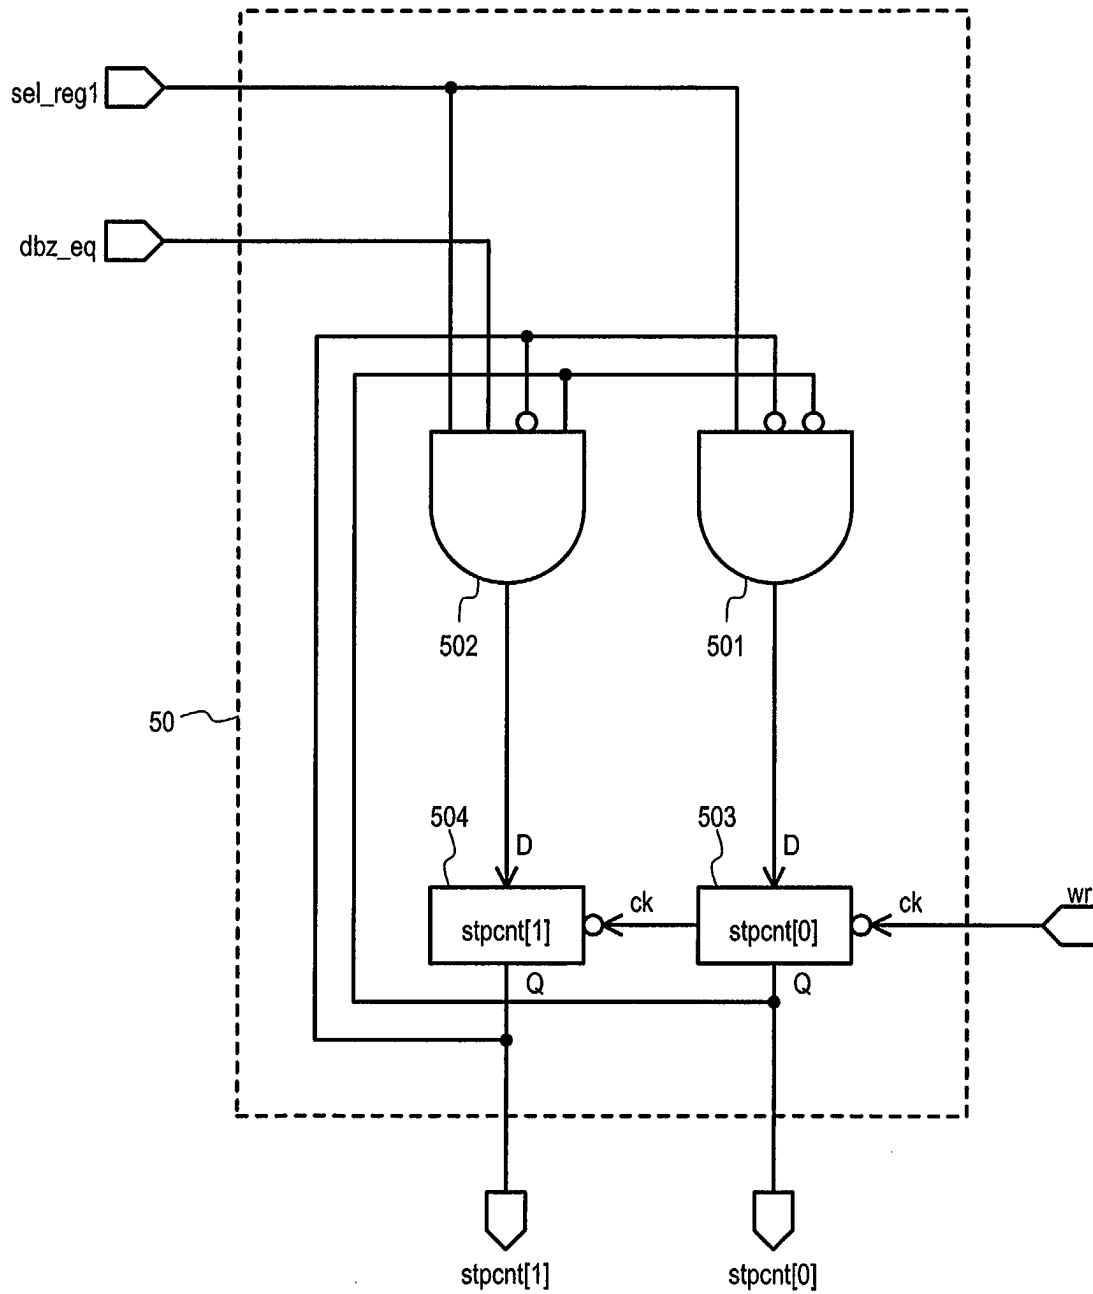 sel_reg1
dbz_eq
502
501
50
504
503
D
D
ck
ck
wr
stpcnt[1]
stpcnt[0]
Q
Q
stpcnt[1]
stpcnt[0]